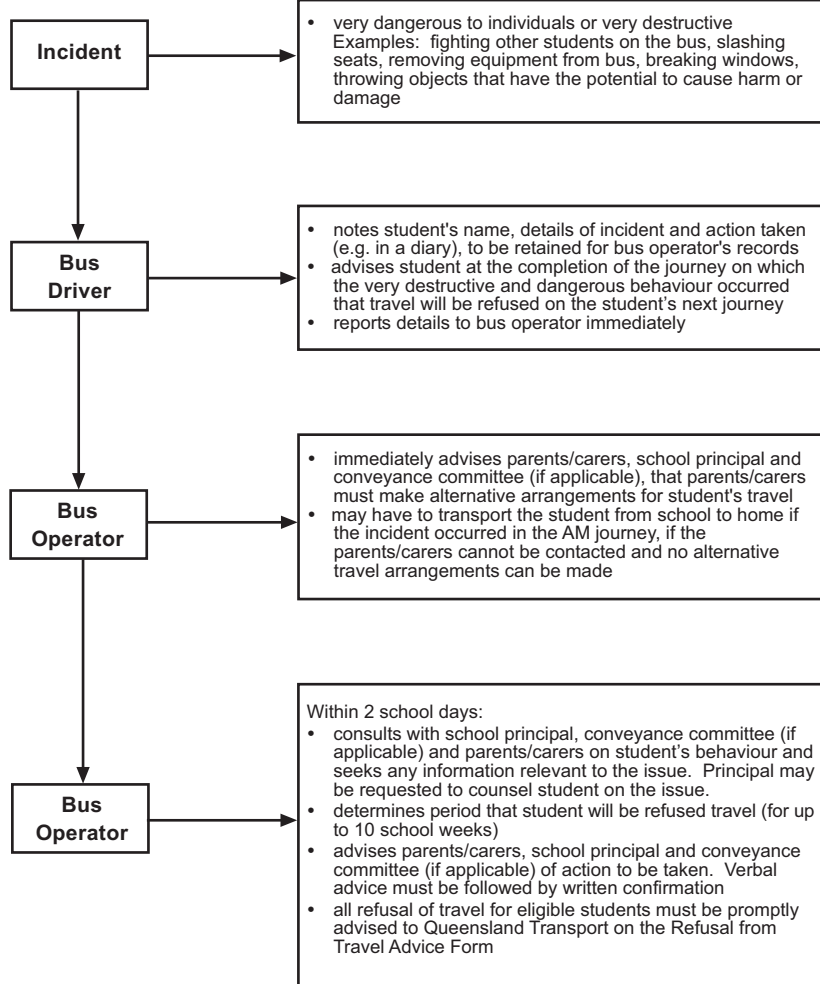 Incident
• very dangerous to individuals or very destructive
Examples: fighting other students on the bus, slashing
seats, removing equipment from bus, breaking windows,
throwing objects that have the potential to cause harm or
damage
Bus
Driver
• notes student's name, details of incident and action taken
(e.g. in a diary), to be retained for bus operator's records
• advises student at the completion of the journey on which
the very destructive and dangerous behaviour occurred
that travel will be refused on the student's next journey
• reports details to bus operator immediately
Bus
Operator
• immediately advises parents/carers, school principal and
conveyance committee (if applicable), that parents/carers
must make alternative arrangements for student's travel
• may have to transport the student from school to home if
the incident occurred in the AM journey, if the
parents/carers cannot be contacted and no alternative
travel arrangements can be made
Bus
Operator
Within 2 school days:
• consults with school principal, conveyance committee (if
applicable) and parents/carers on student's behaviour and
seeks any information relevant to the issue. Principal may
be requested to counsel student on the issue.
• determines period that student will be refused travel (for up
to 10 school weeks)
• advises parents/carers, school principal and conveyance
committee (if applicable) of action to be taken. Verbal
advice must be followed by written confirmation
• all refusal of travel for eligible students must be promptly
advised to Queensland Transport on the Refusal from
Travel Advice Form